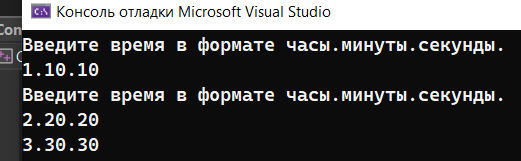 Консоль отладки Microsoft Visual Studio
Введите время в формате часы.минуты.секунды.
1.10.10
Введите время в формате часы.минуты.секунды.
2.20.20
3.30.30